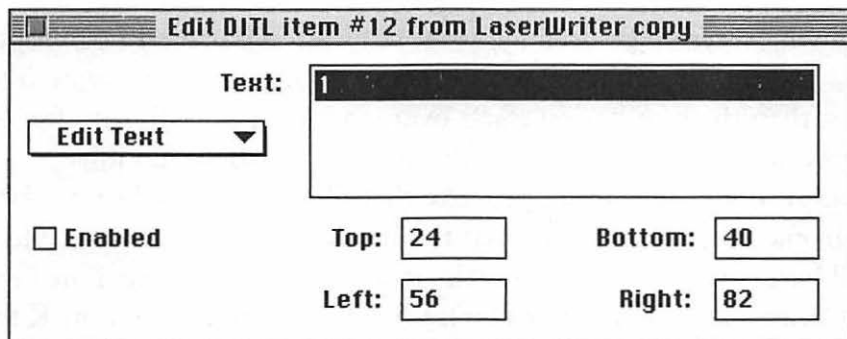 Edit DITL item #12 from LaserWriter copy
Text: 1
Edit Text
Enabled
Top: 24 Bottom: 40
Left: 56 Right: 82